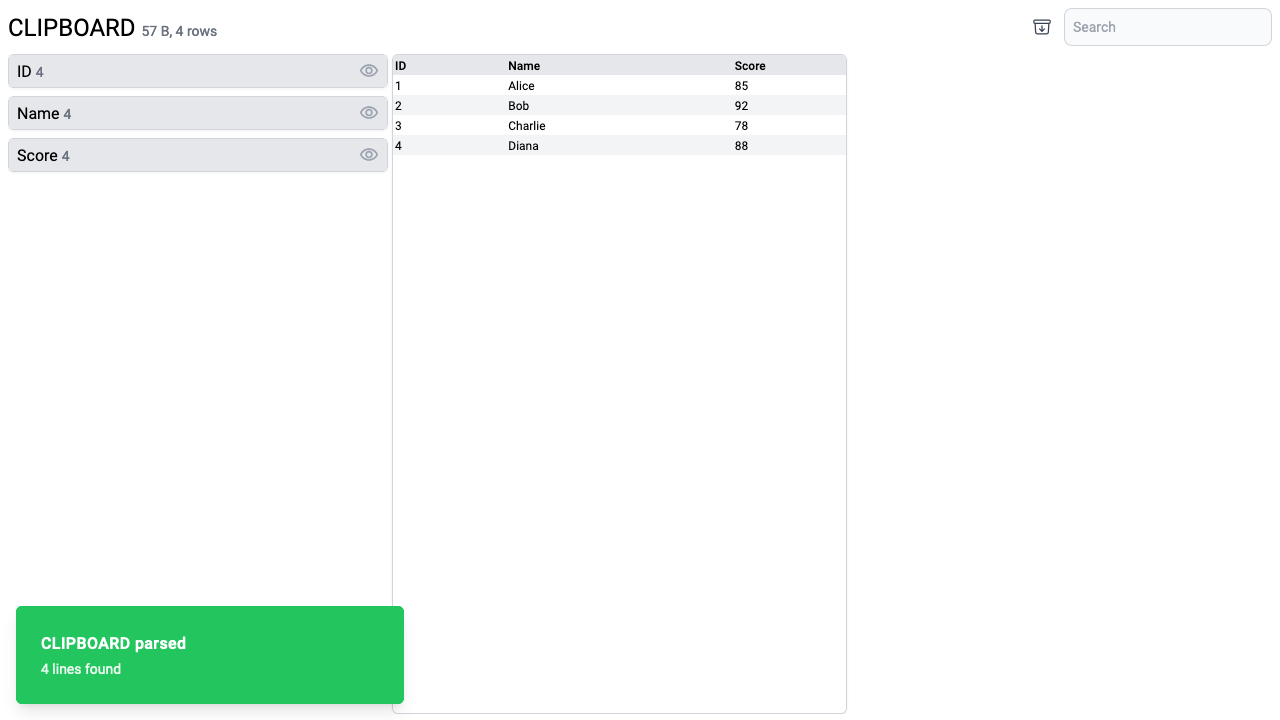 CLIPBOARD 57 B, 4 rows
Search
ID 4
Name 4
Score 4
ID Name Score
1 Alice 85
2 Bob 92
3 Charlie 78
4 Diana 88
CLIPBOARD parsed
4 lines found